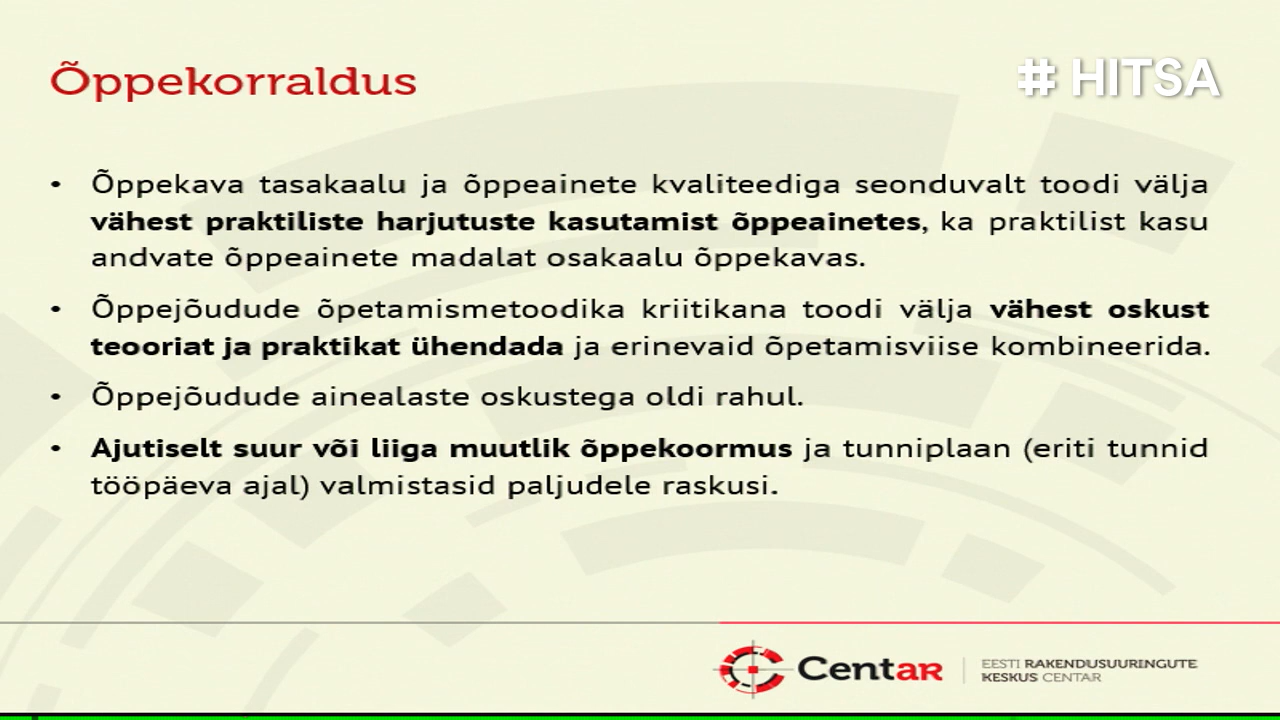 Õppekorraldus
# HITSA
• Õppekava tasakaalu ja õppeainete kvaliteediga seonduvalt toodi välja
vähest praktiliste harjutuste kasutamist õppeainetes, ka praktilist kasu
andvate õppeainete madalat osakaalu õppekavas.
• Õppejõudude õpetamismetoodika kriitikana toodi välja vähest oskust
teooriat ja praktikat ühendada ja erinevaid õpetamisviise kombineerida.
• Õppejõudude ainealaste oskustega oldi rahul.
• Ajutiselt suur või liiga muutlik õppekoormus ja tunniplaan (eriti tunnid
tööpäeva ajal) valmistasid paljudele raskusi.
Centar
EESTI RAKENDUSUURINGUTE
KESKUS CENTAR